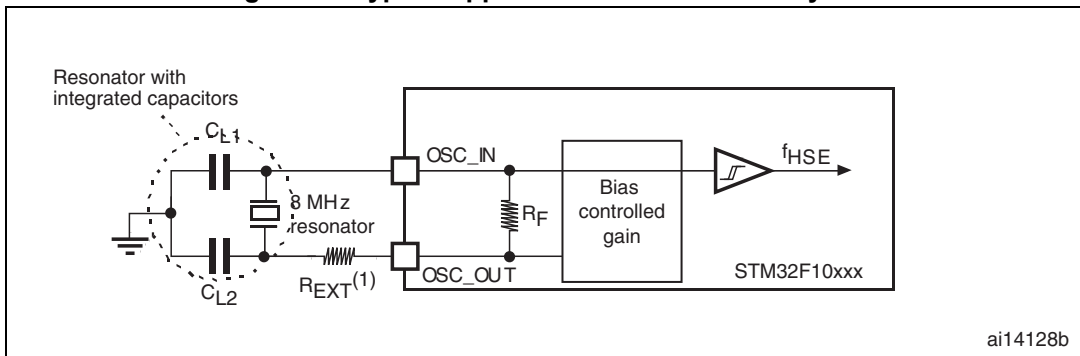 Resonator with
integrated capacitors
CL1
OSC_IN
fHSE
8 MHz
resonator
RF
Bias
controlled
gain
OSC_OUT
STM32F10xxx
REXT(1)
CL2
ai14128b